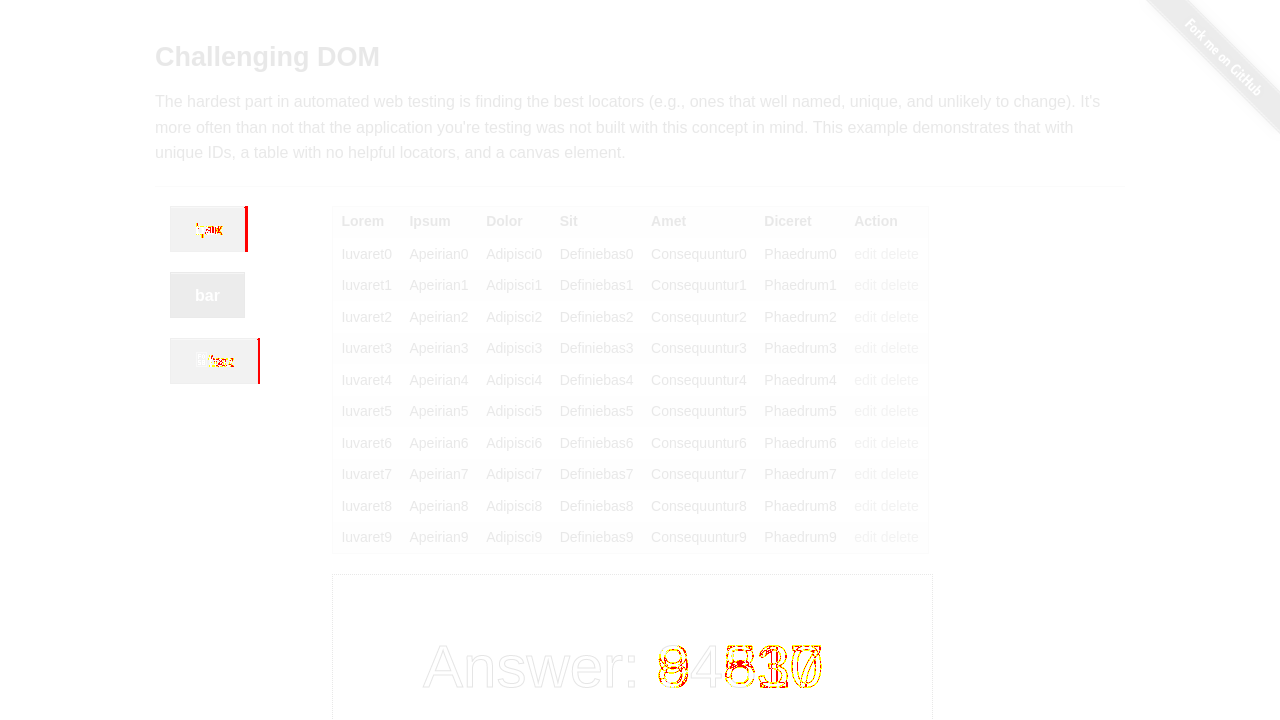 Fork me on GitHub
Challenging DOM
The hardest part in automated web testing is finding the best locators (e.g., ones that well named, unique, and unlikely to change). It's
more often than not that the application you're testing was not built with this concept in mind. This example demonstrates that with
unique IDs, a table with no helpful locators, and a canvas element.
bar
Lorem Ipsum Dolor Sit Amet Diceret Action
Iuvaret0 Apeirian0 Adipisci0 Definiebas0 Consequuntur0 Phaedrum0 edit delete
Iuvaret1 Apeirian1 Adipisci1 Definiebas1 Consequuntur1 Phaedrum1 edit delete
Iuvaret2 Apeirian2 Adipisci2 Definiebas2 Consequuntur2 Phaedrum2 edit delete
Iuvaret3 Apeirian3 Adipisci3 Definiebas3 Consequuntur3 Phaedrum3 edit delete
Iuvaret4 Apeirian4 Adipisci4 Definiebas4 Consequuntur4 Phaedrum4 edit delete
Iuvaret5 Apeirian5 Adipisci5 Definiebas5 Consequuntur5 Phaedrum5 edit delete
Iuvaret6 Apeirian6 Adipisci6 Definiebas6 Consequuntur6 Phaedrum6 edit delete
Iuvaret7 Apeirian7 Adipisci7 Definiebas7 Consequuntur7 Phaedrum7 edit delete
Iuvaret8 Apeirian8 Adipisci8 Definiebas8 Consequuntur8 Phaedrum8 edit delete
Iuvaret9 Apeirian9 Adipisci9 Definiebas9 Consequuntur9 Phaedrum9 edit delete
Answer: